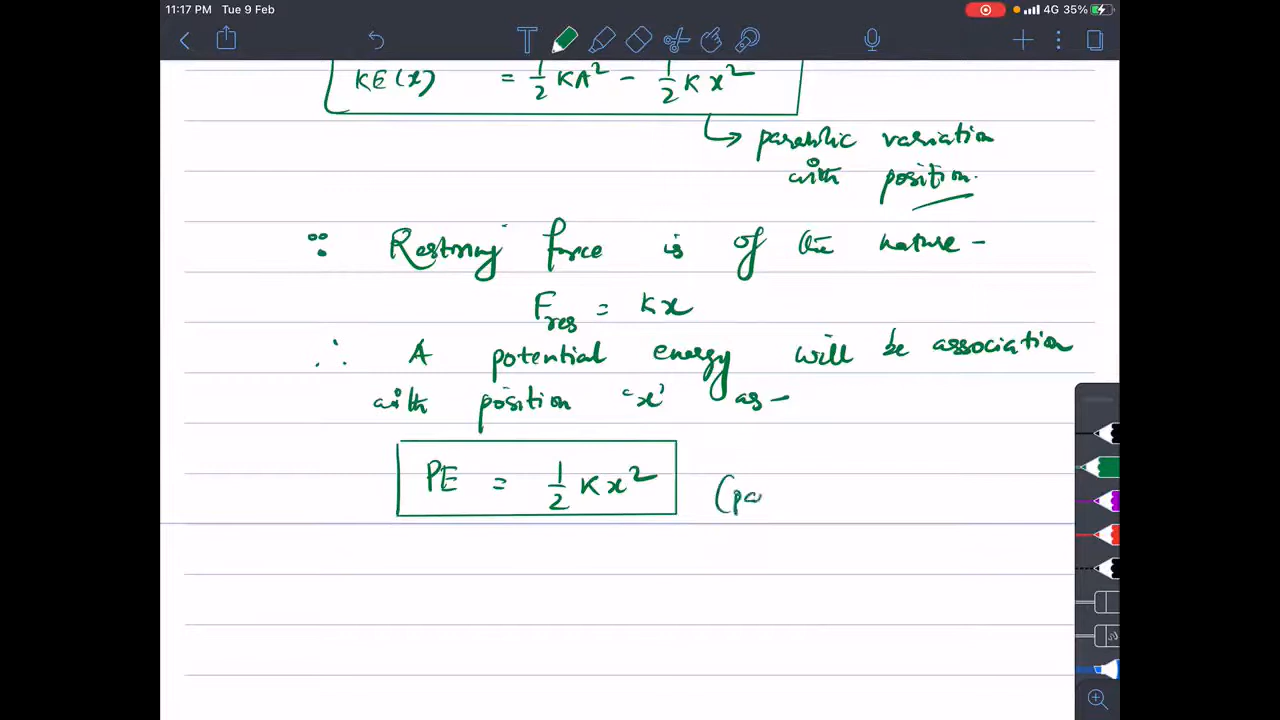 11:17 PM Tue 9 Feb 4G 35%
KE(x) = 1/2 KA² - 1/2 Kx²
→ parabolic variation
with position.
∵ Restoring force is of the nature -
Fres = Kx
∴ A potential energy will be association
with position 'x' as -
PE = 1/2 Kx² (pa